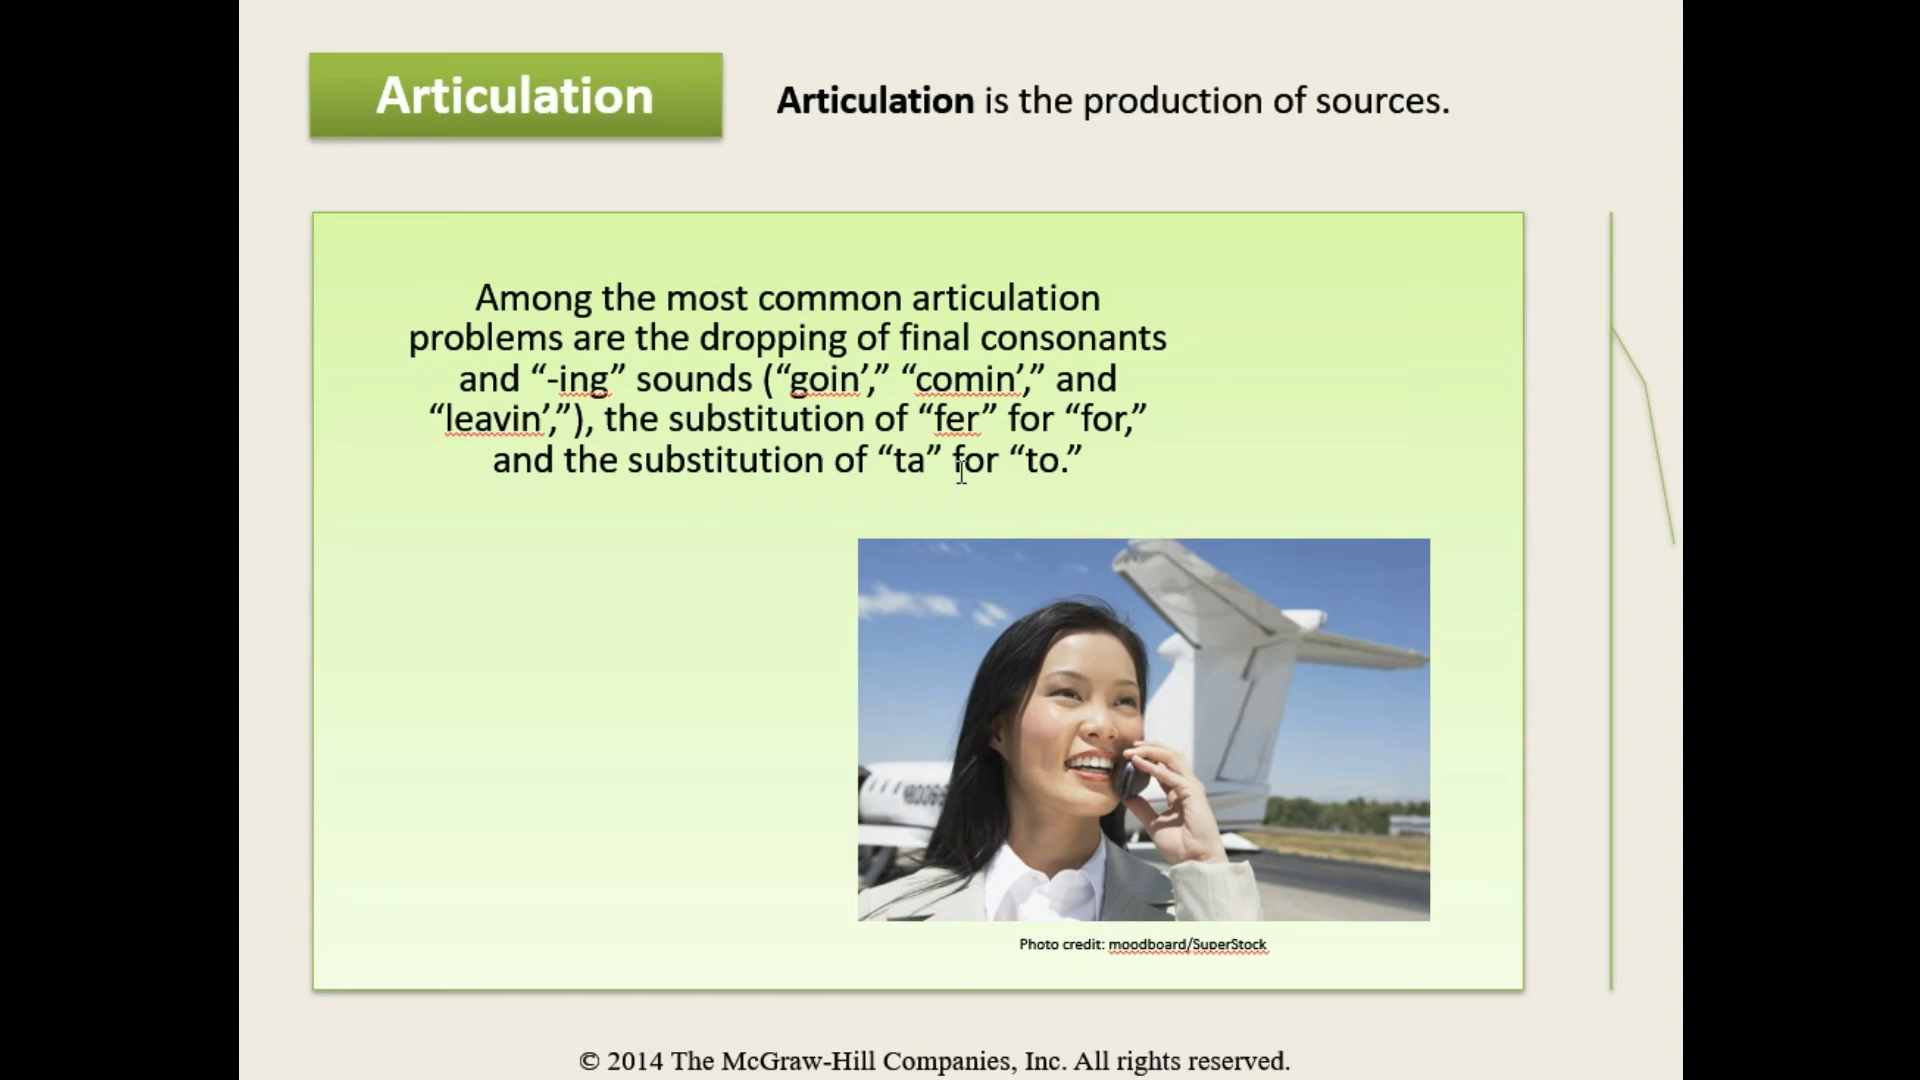 Articulation
Articulation is the production of sources.
Among the most common articulation
problems are the dropping of final consonants
and “-ing” sounds (“goin’,” “comin’,” and
“leavin’,”), the substitution of “fer” for “for,”
and the substitution of “ta” for “to.”
Photo credit: moodboard/SuperStock
© 2014 The McGraw-Hill Companies, Inc. All rights reserved.